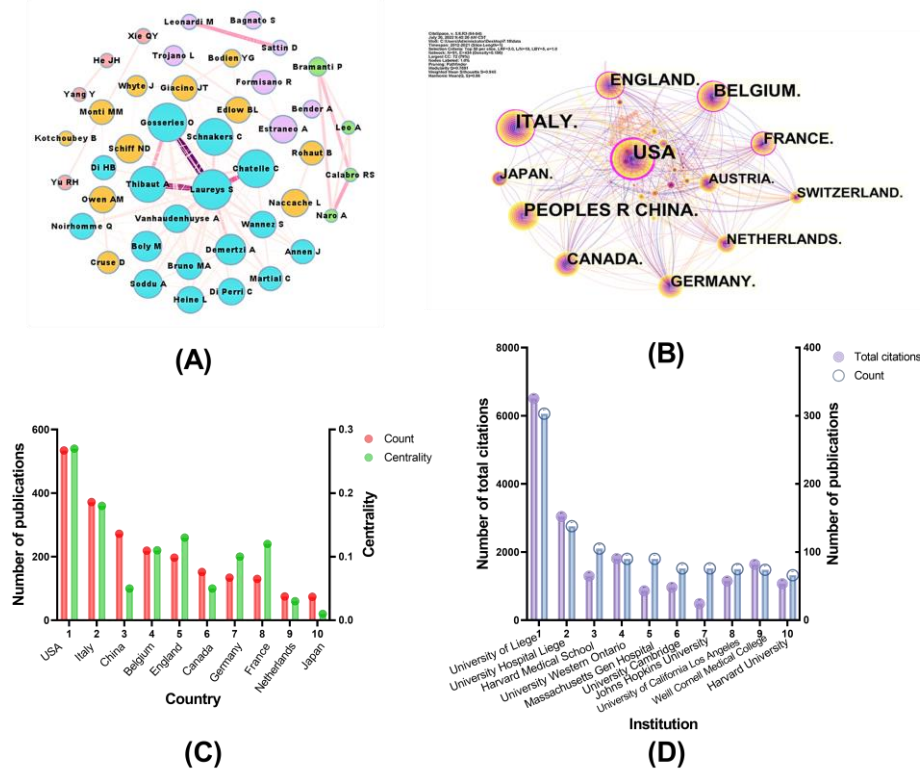 Leonardi M
Bagnato S
Xie QY
Sattin D
Trojano L
Bodien YG
Bramanti P
He JH
Formisano R
Yang Y
Whyte J
Giacino JT
Monti MM
Edlow BL
Bender A
Gosseries O
Estraneo A
Leo A
Kotchoubey B
Schnakers C
Schiff ND
Rohaut B
Di HB
Chatelle C
Calabro RS
Yu RH
Thibaut A
Laureys S
Owen AM
Naccache L
Naro A
Vanhaudenhuyse A
Noirhomme Q
Wannez S
Boly M
Demertzi A
Annen J
Cruse D
Bruno MA
Martial C
Soddu A
Di Perri C
Heine L
(A)
ENGLAND.
BELGIUM.
ITALY.
FRANCE.
USA
JAPAN.
AUSTRIA.
SWITZERLAND.
PEOPLES R CHINA.
NETHERLANDS.
CANADA.
GERMANY.
(B)
600
400
200
0
Number of publications
0.3
0.2
0.1
0.0
Centrality
Count
Centrality
1 2 3 4 5 6 7 8 9 10
USA
Italy
China
Belgium
England
Canada
Germany
France
Netherlands
Japan
Country
(C)
8000
6000
4000
2000
0
Number of total citations
400
300
200
100
0
Number of publications
Total citations
Count
1 2 3 4 5 6 7 8 9 10
University of Liege
University Hospital Liege
Harvard Medical School
University Western Ontario
Massachusetts Gen Hospital
University Cambridge
Johns Hopkins University
University of California Los Angeles
Weill Cornell Medical College
Harvard University
Institution
(D)